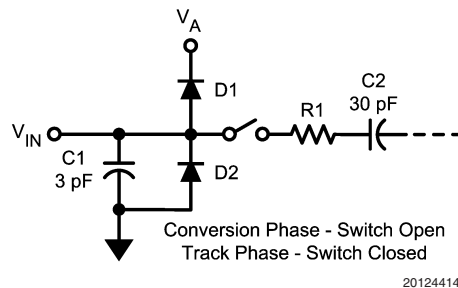 VA
D1
C2
30 pF
R1
VIN
C1
3 pF
D2
Conversion Phase - Switch Open
Track Phase - Switch Closed
20124414